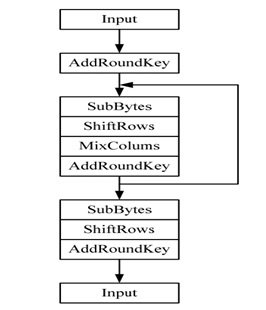 Input
AddRoundKey
SubBytes
ShiftRows
MixColums
AddRoundKey
SubBytes
ShiftRows
AddRoundKey
Input